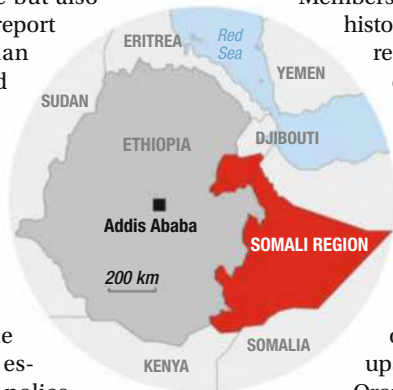 e but also
report
an
d
Members
histo
re
ERITREA
Red
Sea
YEMEN
SUDAN
DJIBOUTI
ETHIOPIA
Addis Ababa
SOMALI REGION
200 km
KENYA
SOMALIA
e
es-
police
up
Oro